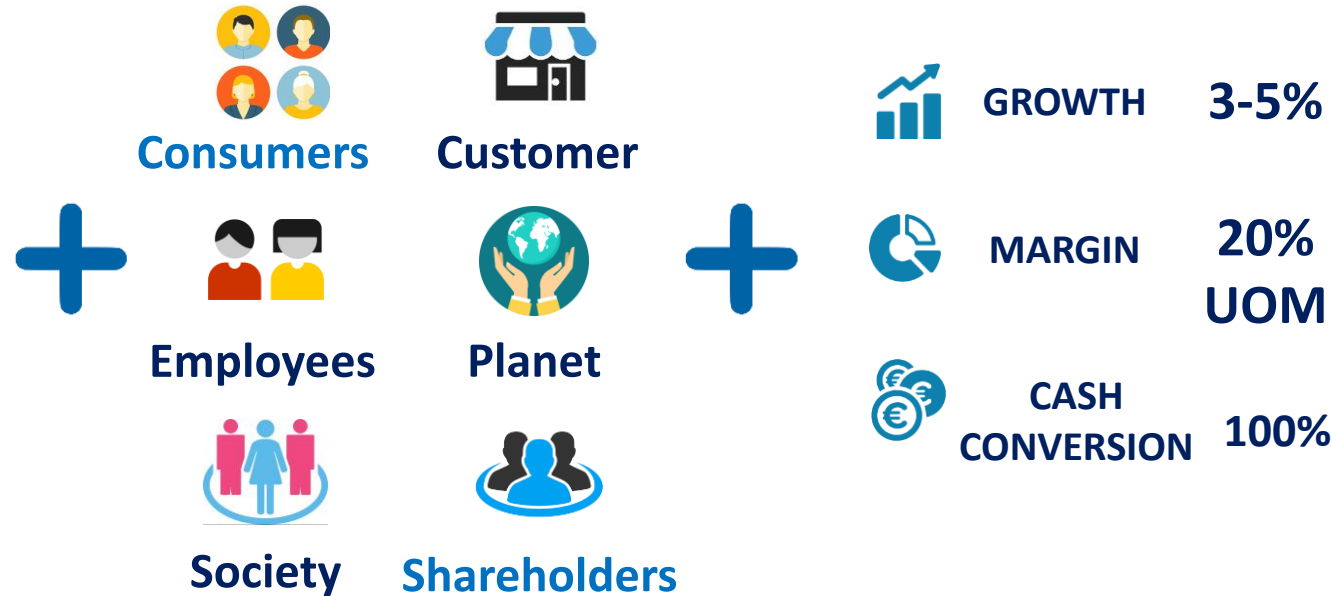 Consumers
Customer
Employees
Planet
Society
Shareholders
GROWTH 3-5%
MARGIN 20%
UOM
CASH
CONVERSION 100%